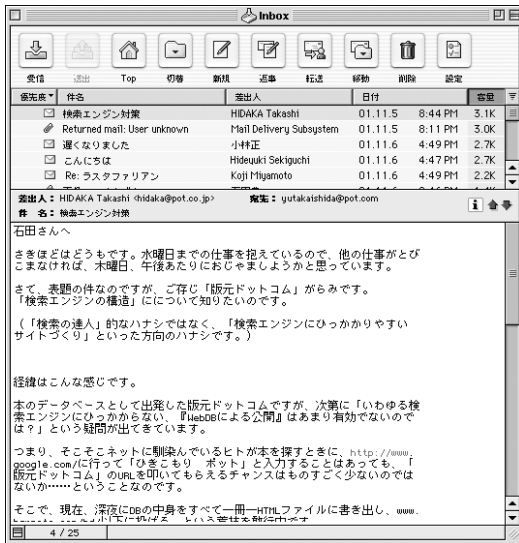 Inbox
受信 送出 Top 切替 新規 返事 転送 移動 削除 設定
優先度 件名 差出人 日付 容量
検索エンジン対策 HIDAKA Takashi 01.11.5 8:44 PM 3.1K
Returned mail: User unknown Mail Delivery Subsystem 01.11.5 8:11 PM 3.0K
遅くなりました 小林正 01.11.6 4:49 PM 2.7K
こんにちは Hideyuki Sekiguchi 01.11.6 4:47 PM 2.7K
Re: ラスタファリアン Koji Miyamoto 01.11.6 4:49 PM 2.2K
差出人： HIDAKA Takashi <hidaka@pot.co.jp> 宛先： yutakaishida@pot.com
件 名： 検索エンジン対策
石田さんへ
さきほどはどうもです。水曜日までの仕事を抱えているので、他の仕事がとび
こまなければ、木曜日、午後あたりにおじゃましようかと思っています。
さて、表題の件なのですが、ご存じ「版元ドットコム」がらみです。
「検索エンジンの構造」にについて知りたいのです。
（「検索の達人」的なハナシではなく、「検索エンジンにひっかかりやすい
サイトづくり」といった方向のハナシです。）
経緯はこんな感じです。
本のデータベースとして出発した版元ドットコムですが、次第に「いわゆる検
索エンジンにひっかからない、『WebDBによる公開』はあまり有効でないので
は？」という疑問が出てきています。
つまり、そこそこネットに馴染んでいるヒトが本を探すときに、http://www.
google.com/に行って「ひきこもり ポット」と入力することはあっても、「
版元ドットコム」のURLを叩いてもらえるチャンスはものすごく少ないのでは
ないか……ということなのです。
そこで、現在、深夜にDBの中身をすべて一冊一HTMLファイルに書き出し、www.
4 / 25